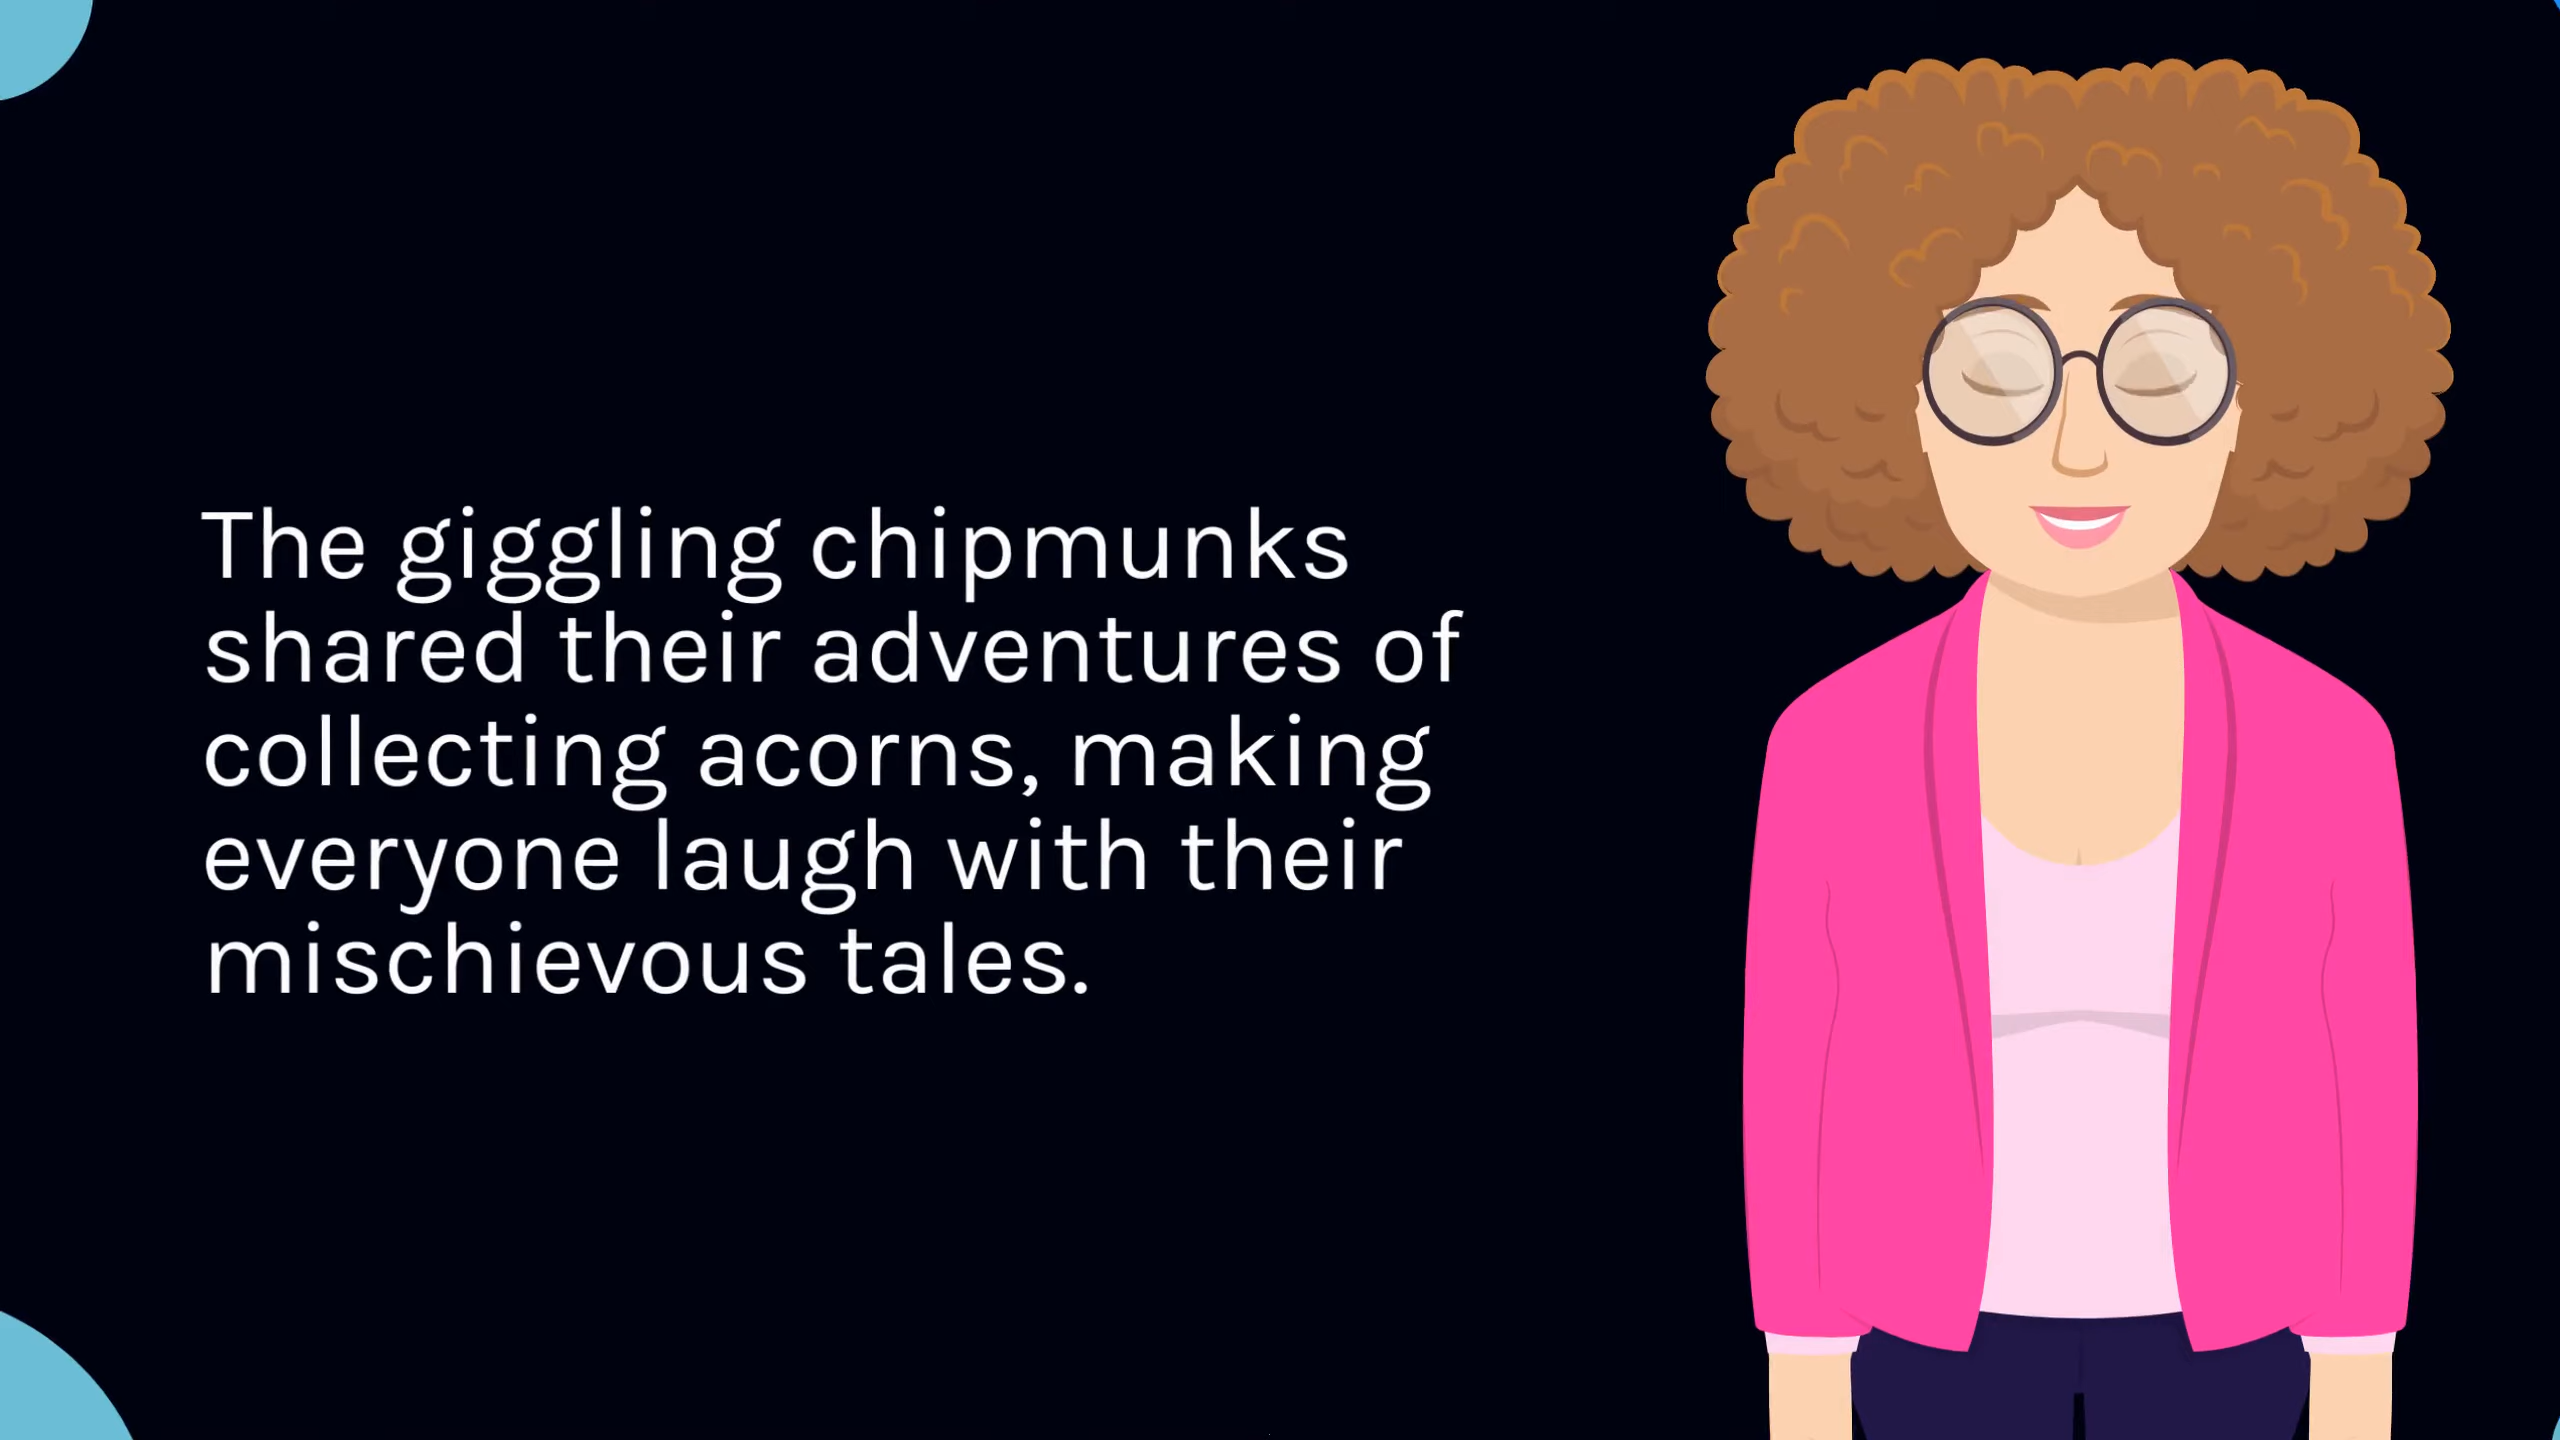 The giggling chipmunks
shared their adventures of
collecting acorns, making
everyone laugh with their
mischievous tales.